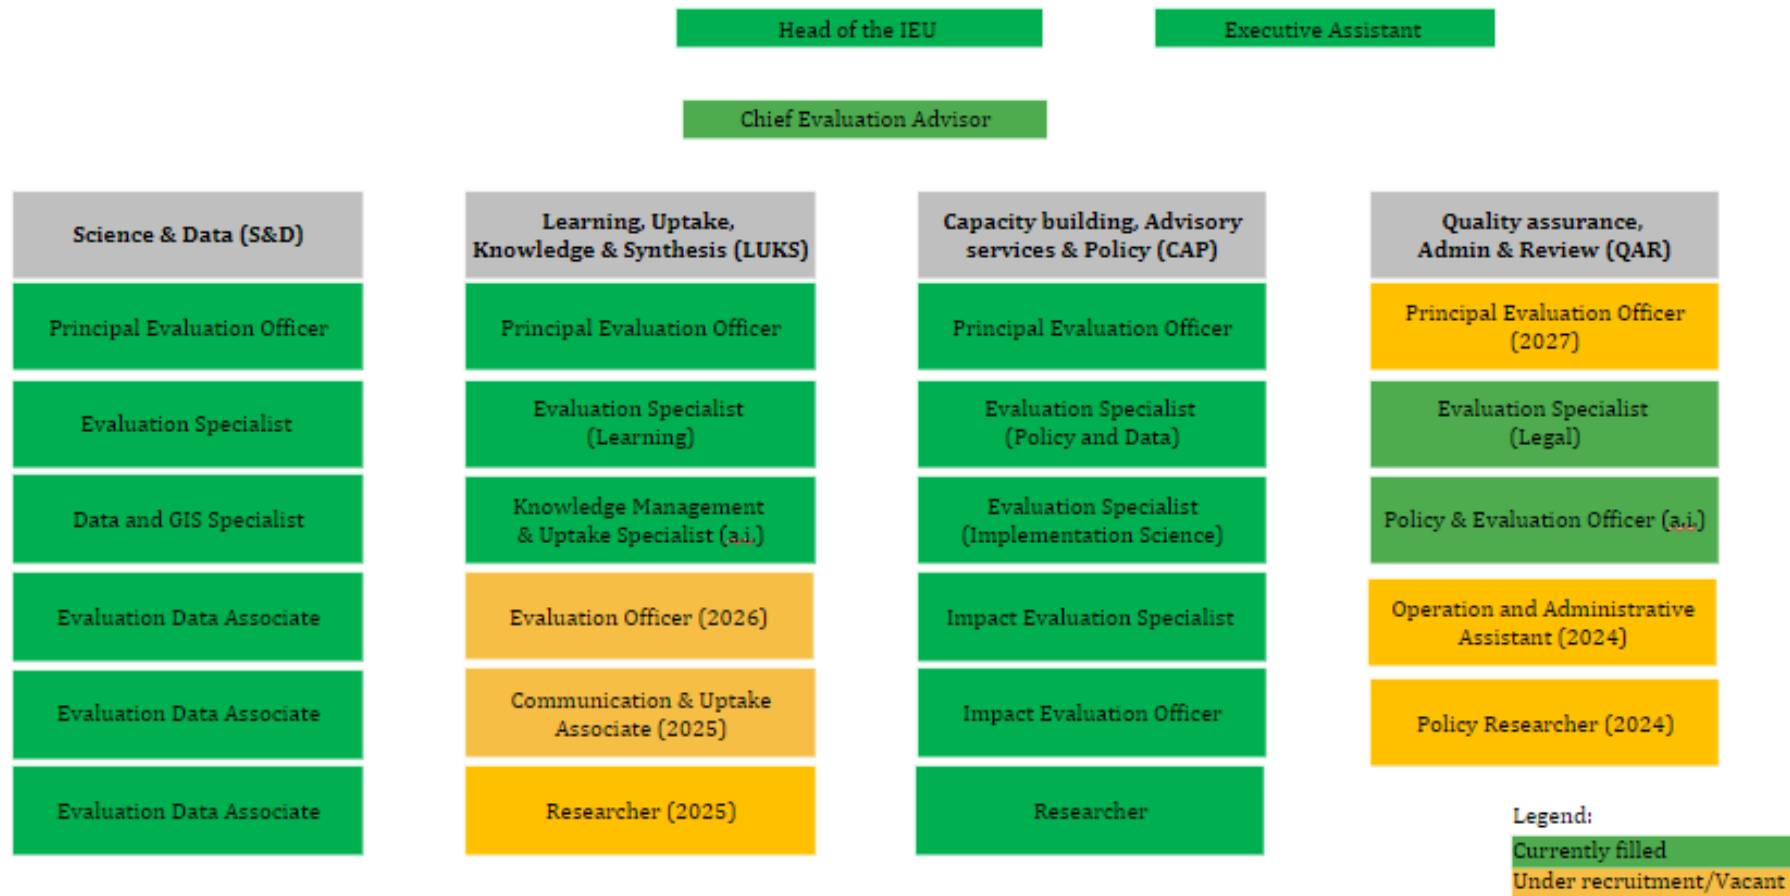 Head of the IEU
Executive Assistant
Chief Evaluation Advisor
Science & Data (S&D)
Principal Evaluation Officer
Evaluation Specialist
Data and GIS Specialist
Evaluation Data Associate
Evaluation Data Associate
Evaluation Data Associate
Learning, Uptake,
Knowledge & Synthesis (LUKS)
Principal Evaluation Officer
Evaluation Specialist
(Learning)
Knowledge Management
& Uptake Specialist (a.i.)
Evaluation Officer (2026)
Communication & Uptake
Associate (2025)
Researcher (2025)
Capacity building, Advisory
services & Policy (CAP)
Principal Evaluation Officer
Evaluation Specialist
(Policy and Data)
Evaluation Specialist
(Implementation Science)
Impact Evaluation Specialist
Impact Evaluation Officer
Researcher
Quality assurance,
Admin & Review (QAR)
Principal Evaluation Officer
(2027)
Evaluation Specialist
(Legal)
Policy & Evaluation Officer (a.i.)
Operation and Administrative
Assistant (2024)
Policy Researcher (2024)
Legend:
Currently filled
Under recruitment/Vacant